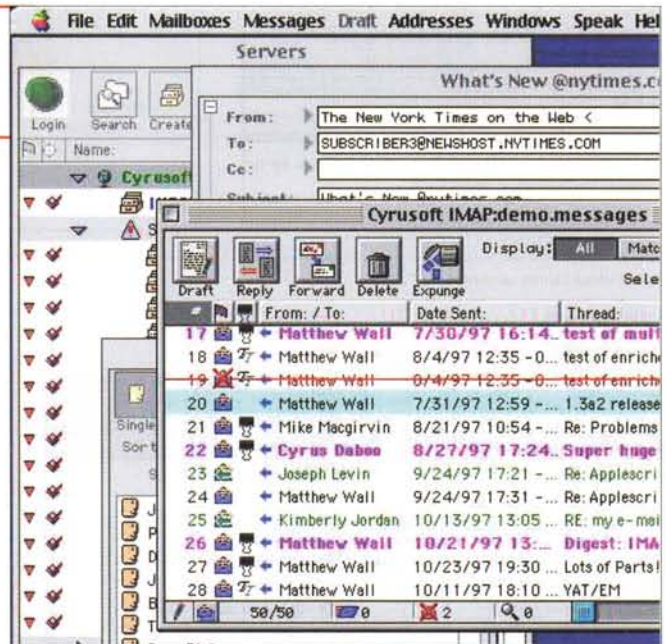 File Edit Mailboxes Messages Draft Addresses Windows Speak Hel
Servers
What's New @nytimes.c
Login Search Create
From: The New York Times on the Web <
To: SUBSCRIBER3@NEWSHOST.NYTIMES.COM
Cc:
Name:
Cyrusoft
Cyrusoft IMAP:demo.messages
Draft Reply Forward Delete Expunge
Display: All Matc
Sele
From: / To: Date Sent: Thread:
17 Matthew Wall 7/30/97 16:14.. test of mult
18 Matthew Wall 8/4/97 12:35 -0... test of enriche
19 Matthew Wall 8/4/97 12:35 -0... test of enriche
20 Matthew Wall 7/31/97 12:59 -... 1.3a2 release
21 Mike Macgirvin 8/21/97 10:54 -... Re: Problems
22 Cyrus Daboo 8/27/97 17:24.. Super huge
23 Joseph Levin 9/24/97 17:21 -... Re: Applescri
24 Matthew Wall 9/24/97 17:31 -... Re: Applescri
25 Kimberly Jordan 10/13/97 13:05 ... RE: my e-mai
26 Matthew Wall 10/21/97 13:... Digest: IMA
27 Matthew Wall 10/23/97 19:30 ... Lots of Parts!
28 Matthew Wall 10/11/97 18:10 ... YAT/EM
50/50 0 2 0
Single
Sort